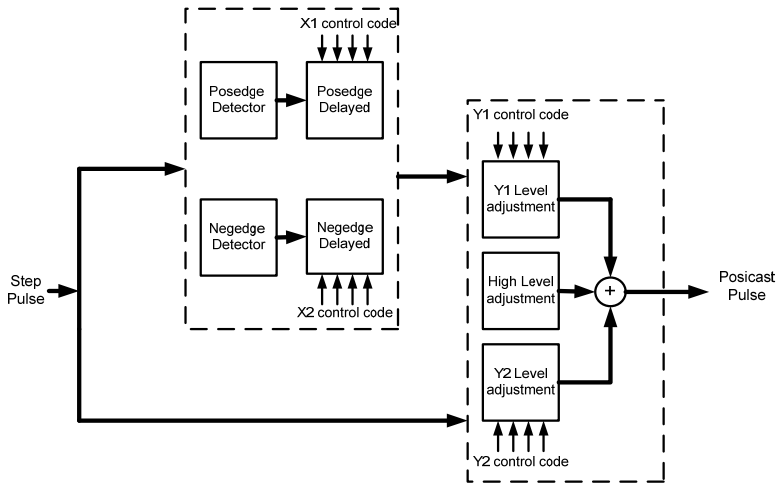 X1 control code
Posedge
Detector
Posedge
Delayed
Negedge
Detector
Negedge
Delayed
X2 control code
Step
Pulse
Y1 control code
Y1 Level
adjustment
High Level
adjustment
+
Y2 Level
adjustment
Y2 control code
Posicast
Pulse